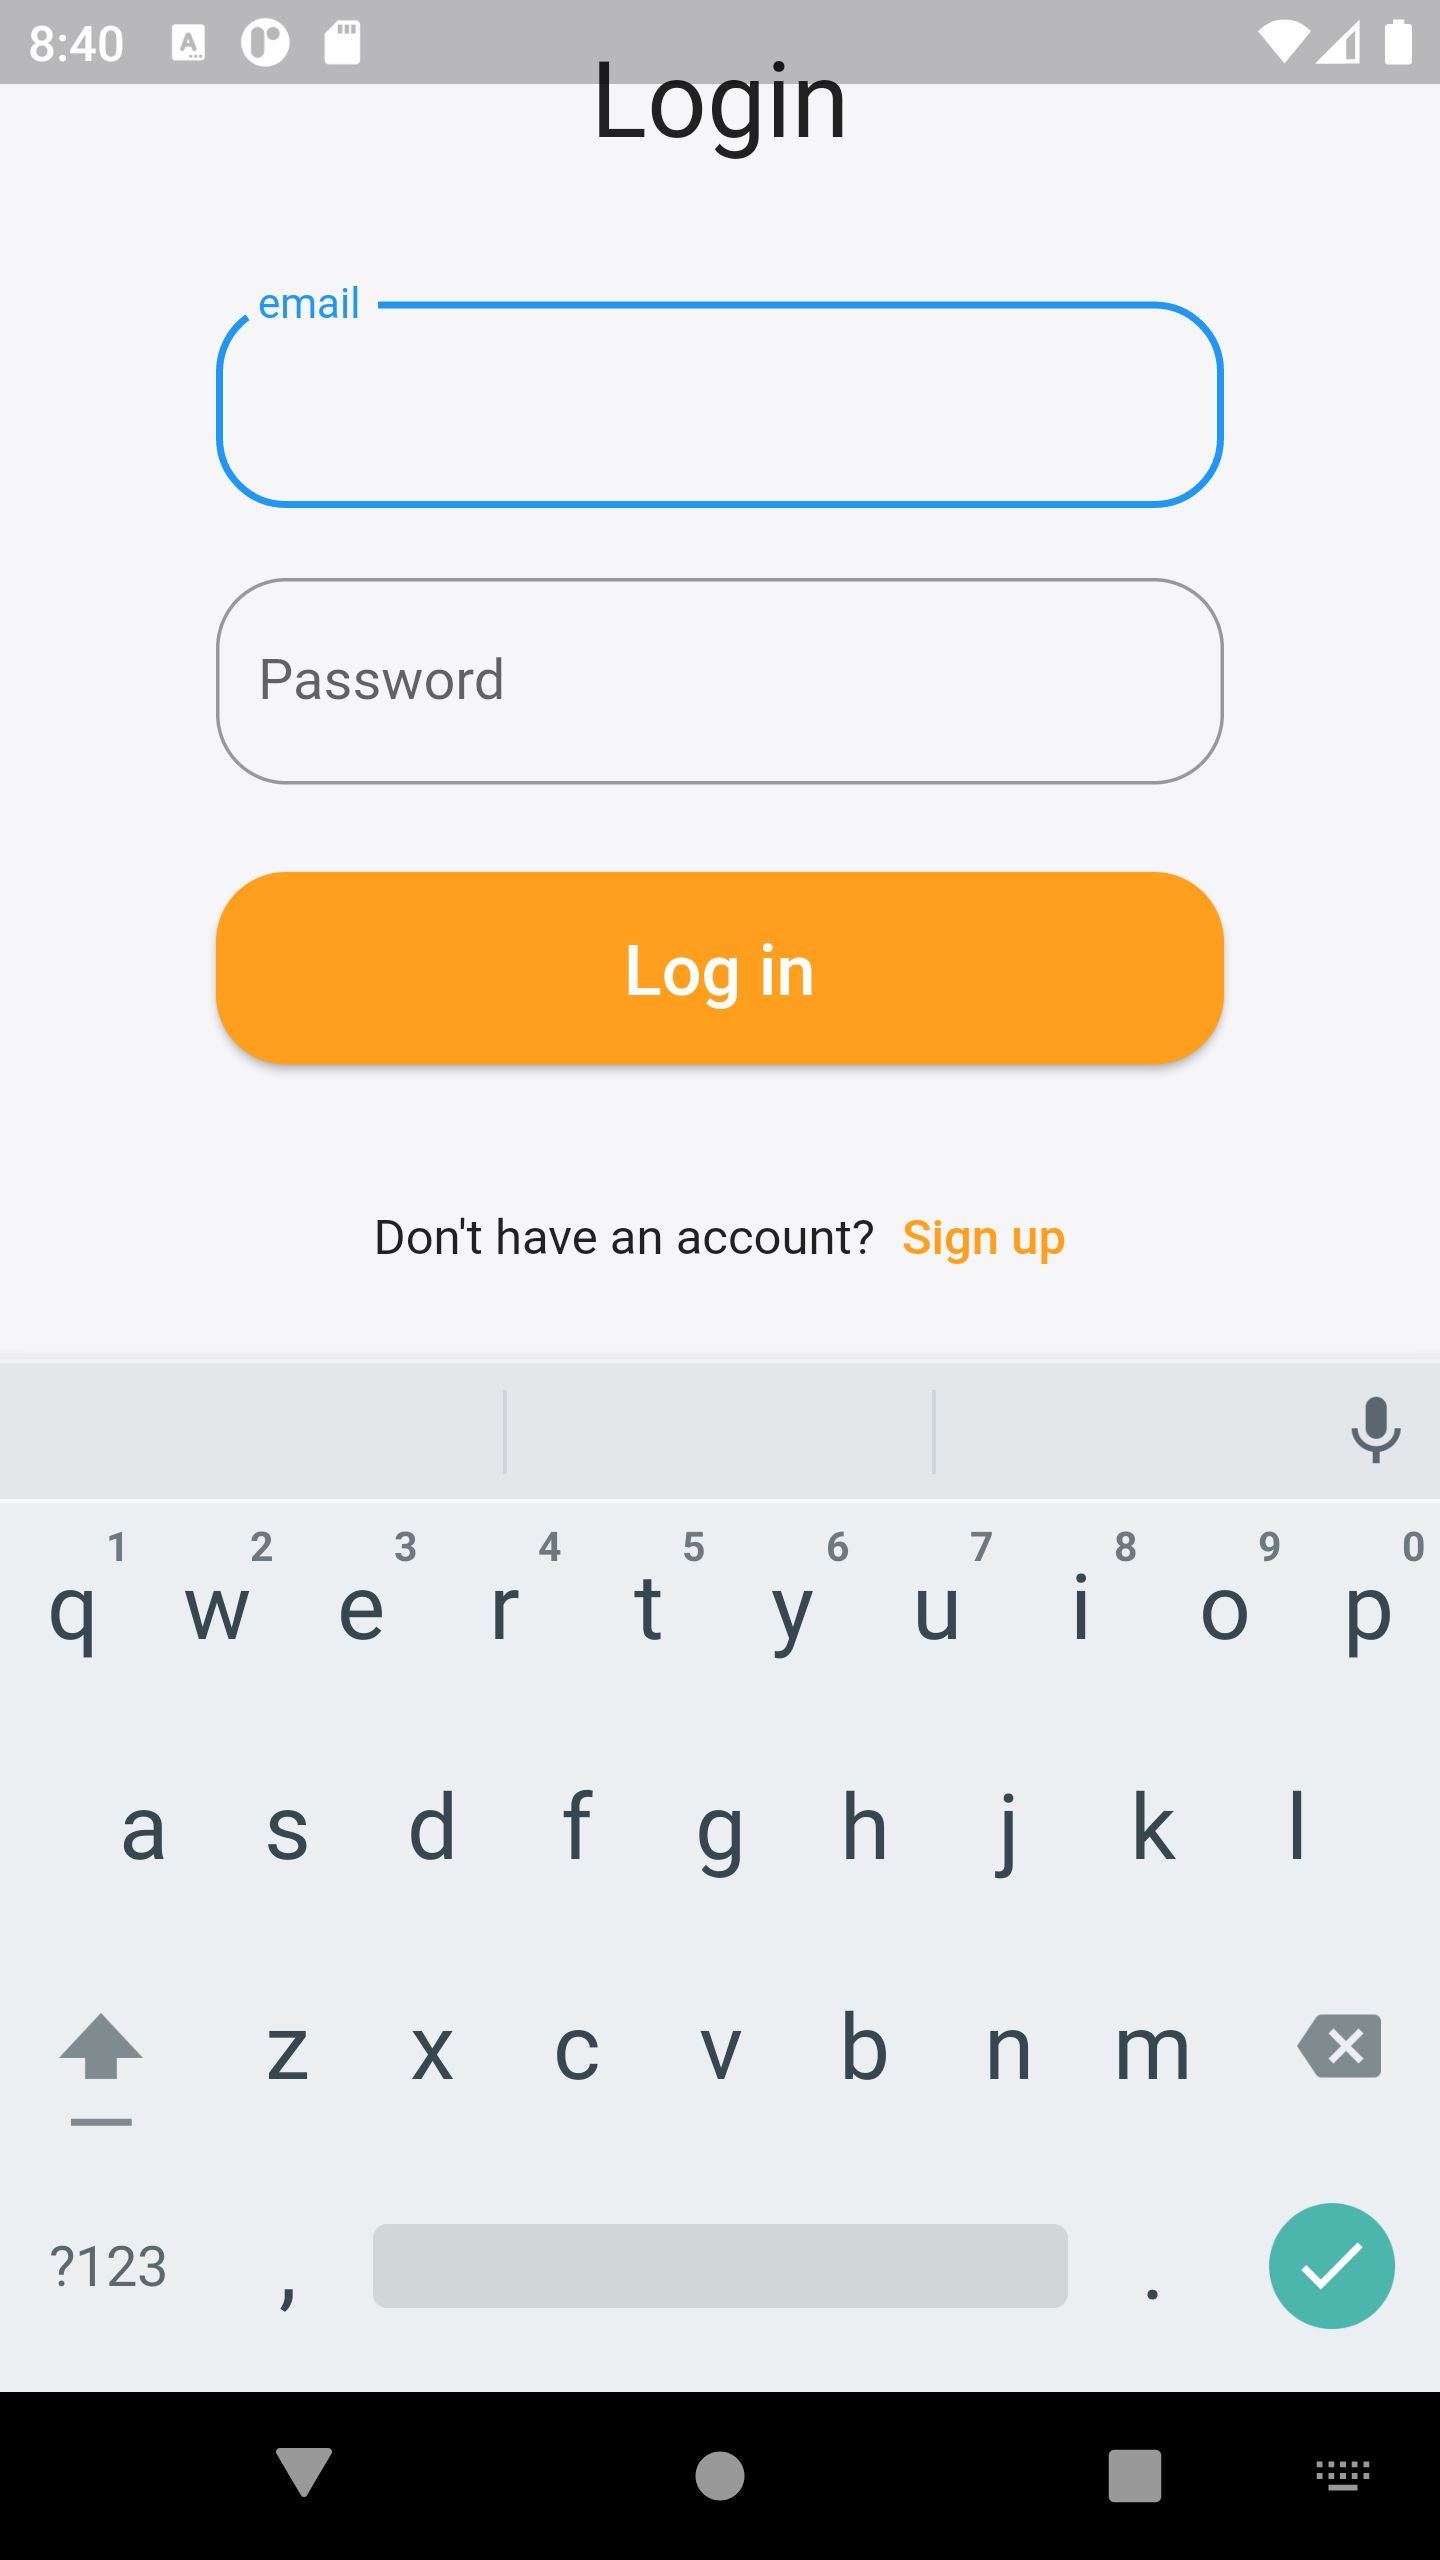 8:40
Login
email
Password
Log in
Don't have an account? Sign up
1 2 3 4 5 6 7 8 9 0
q w e r t y u i o p
a s d f g h j k l
z x c v b n m
?123 , .